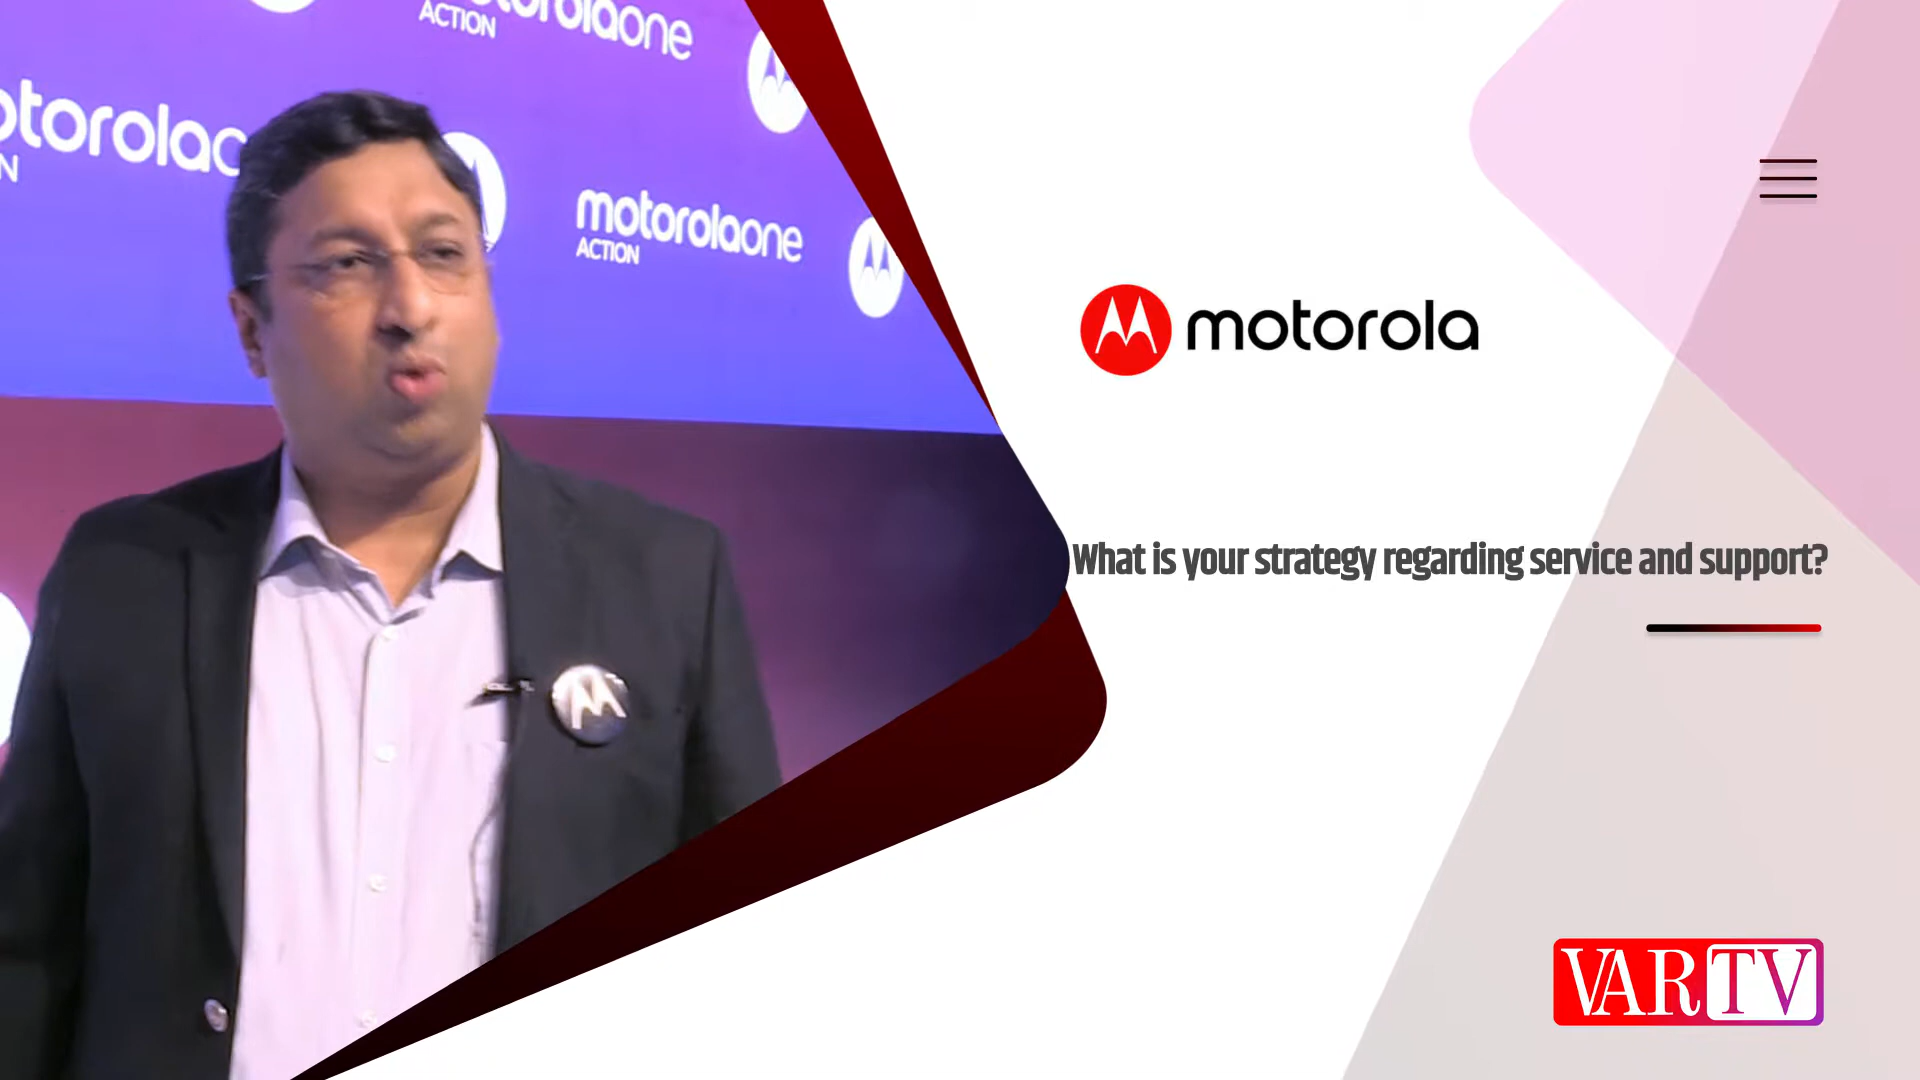 motorolaone
ACTION
motorolaone
ACTION
motorola
What is your strategy regarding service and support?
VARTV